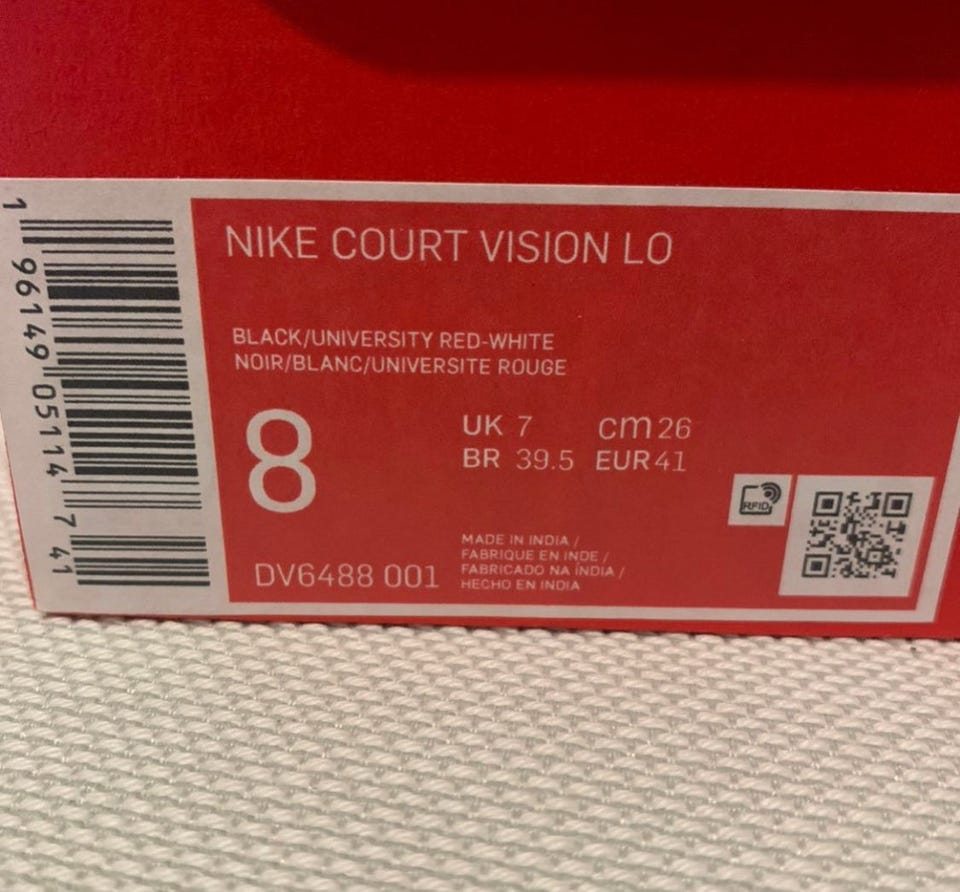 1 96149 05114 7 41
NIKE COURT VISION LO
BLACK/UNIVERSITY RED-WHITE
NOIR/BLANC/UNIVERSITE ROUGE
8
UK 7 cm 26
BR 39.5 EUR 41
RFID
DV6488 001
MADE IN INDIA /
FABRIQUE EN INDE /
FABRICADO NA ÍNDIA /
HECHO EN INDIA